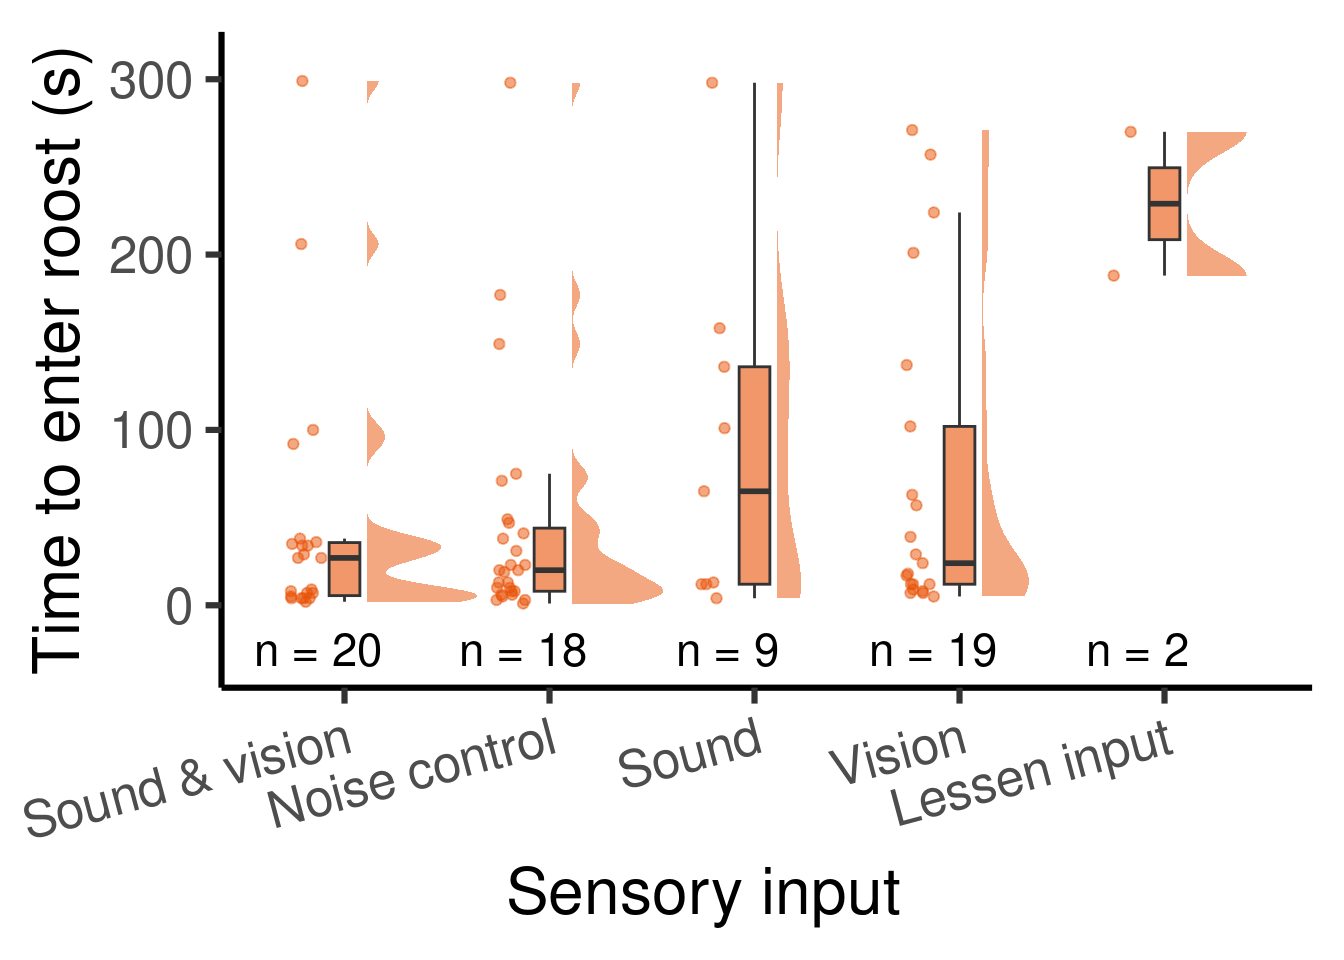 Time to enter roost (s)
300
200
100
0
n = 20
n = 18
n = 9
n = 19
n = 2
Sound & vision
Noise control
Sound
Vision
Lessen input
Sensory input